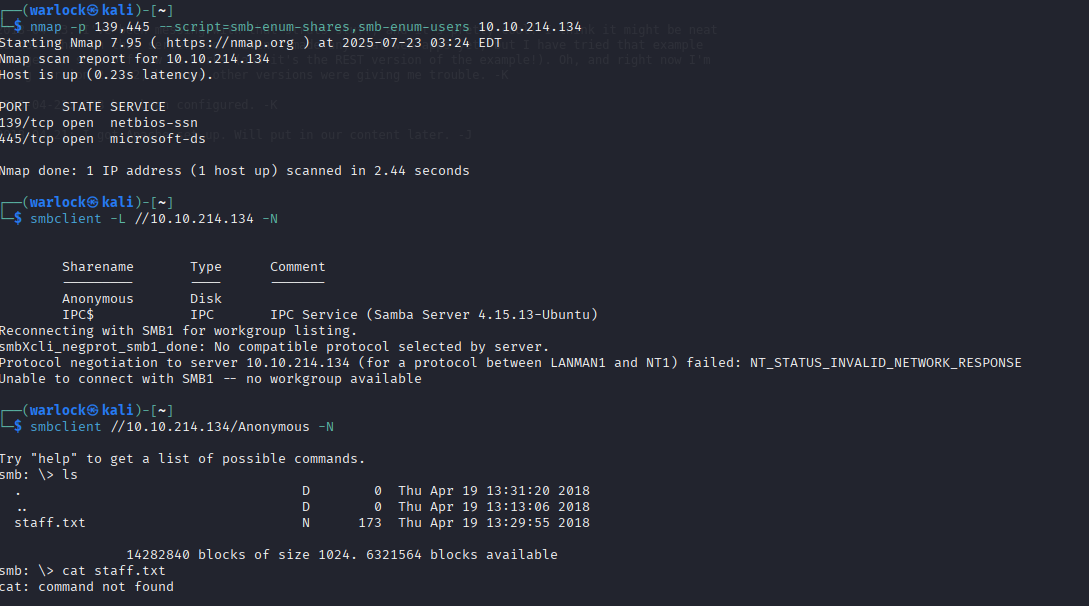 ┌──(warlock㉿kali)-[~]
└─$ nmap -p 139,445 --script=smb-enum-shares,smb-enum-users 10.10.214.134
Starting Nmap 7.95 ( https://nmap.org ) at 2025-07-23 03:24 EDT
Nmap scan report for 10.10.214.134
Host is up (0.23s latency).
PORT    STATE SERVICE
139/tcp open  netbios-ssn
445/tcp open  microsoft-ds
Nmap done: 1 IP address (1 host up) scanned in 2.44 seconds
┌──(warlock㉿kali)-[~]
└─$ smbclient -L //10.10.214.134 -N
Sharename       Type      Comment
Anonymous       Disk
IPC$            IPC       IPC Service (Samba Server 4.15.13-Ubuntu)
Reconnecting with SMB1 for workgroup listing.
smbXcli_negprot_smb1_done: No compatible protocol selected by server.
Protocol negotiation to server 10.10.214.134 (for a protocol between LANMAN1 and NT1) failed: NT_STATUS_INVALID_NETWORK_RESPONSE
Unable to connect with SMB1 -- no workgroup available
┌──(warlock㉿kali)-[~]
└─$ smbclient //10.10.214.134/Anonymous -N
Try "help" to get a list of possible commands.
smb: \> ls
.                                   D        0  Thu Apr 19 13:31:20 2018
..                                  D        0  Thu Apr 19 13:13:06 2018
staff.txt                           N      173  Thu Apr 19 13:29:55 2018
14282840 blocks of size 1024. 6321564 blocks available
smb: \> cat staff.txt
cat: command not found